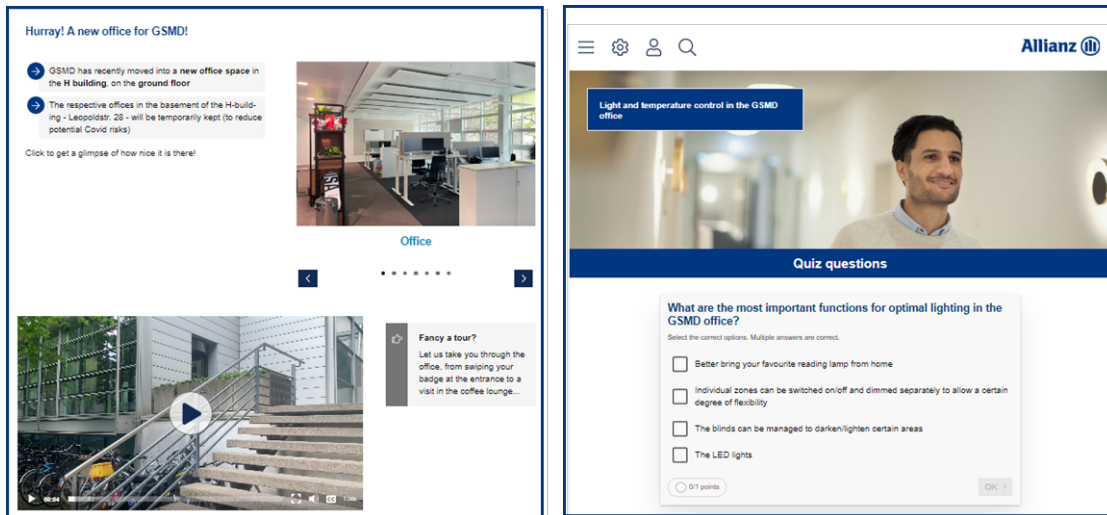 Hurray! A new office for GSMD!
GSMD has recently moved into a new office space in
the H building, on the ground floor
The respective offices in the basement of the H-build-
ing - Leopoldstr. 28 - will be temporarily kept (to reduce
potential Covid risks)
Click to get a glimpse of how nice it is there!
Office
Fancy a tour?
Let us take you through the
office, from swiping your
badge at the entrance to a
visit in the coffee lounge...
00:04
CC
1.00x
Allianz
Light and temperature control in the GSMD
office
Quiz questions
What are the most important functions for optimal lighting in the
GSMD office?
Select the correct options. Multiple answers are correct.
Better bring your favourite reading lamp from home
Individual zones can be switched on/off and dimmed separately to allow a certain
degree of flexibility
The blinds can be managed to darken/lighten certain areas
The LED lights
0/1 points
OK >